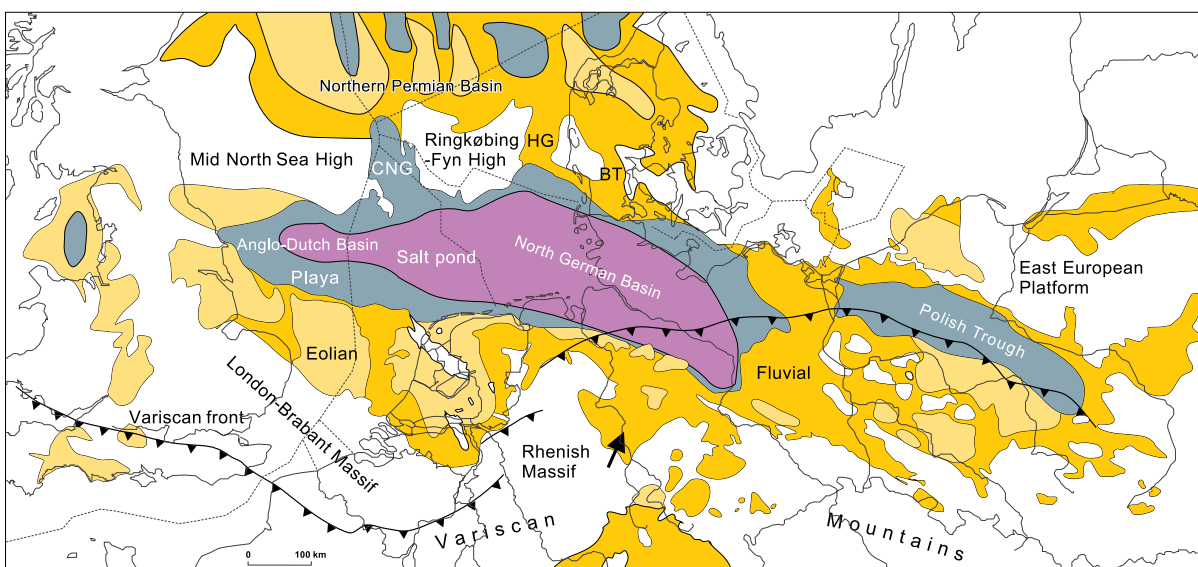 Northern Permian Basin
Ringkøbing
-Fyn High
HG
Mid North Sea High
CNG
BT
Anglo-Dutch Basin
Salt pond
North German Basin
Playa
East European
Platform
Polish Trough
Eolian
Fluvial
London-Brabant Massif
Variscan front
Rhenish
Massif
Variscan
Mountains
0 100 km